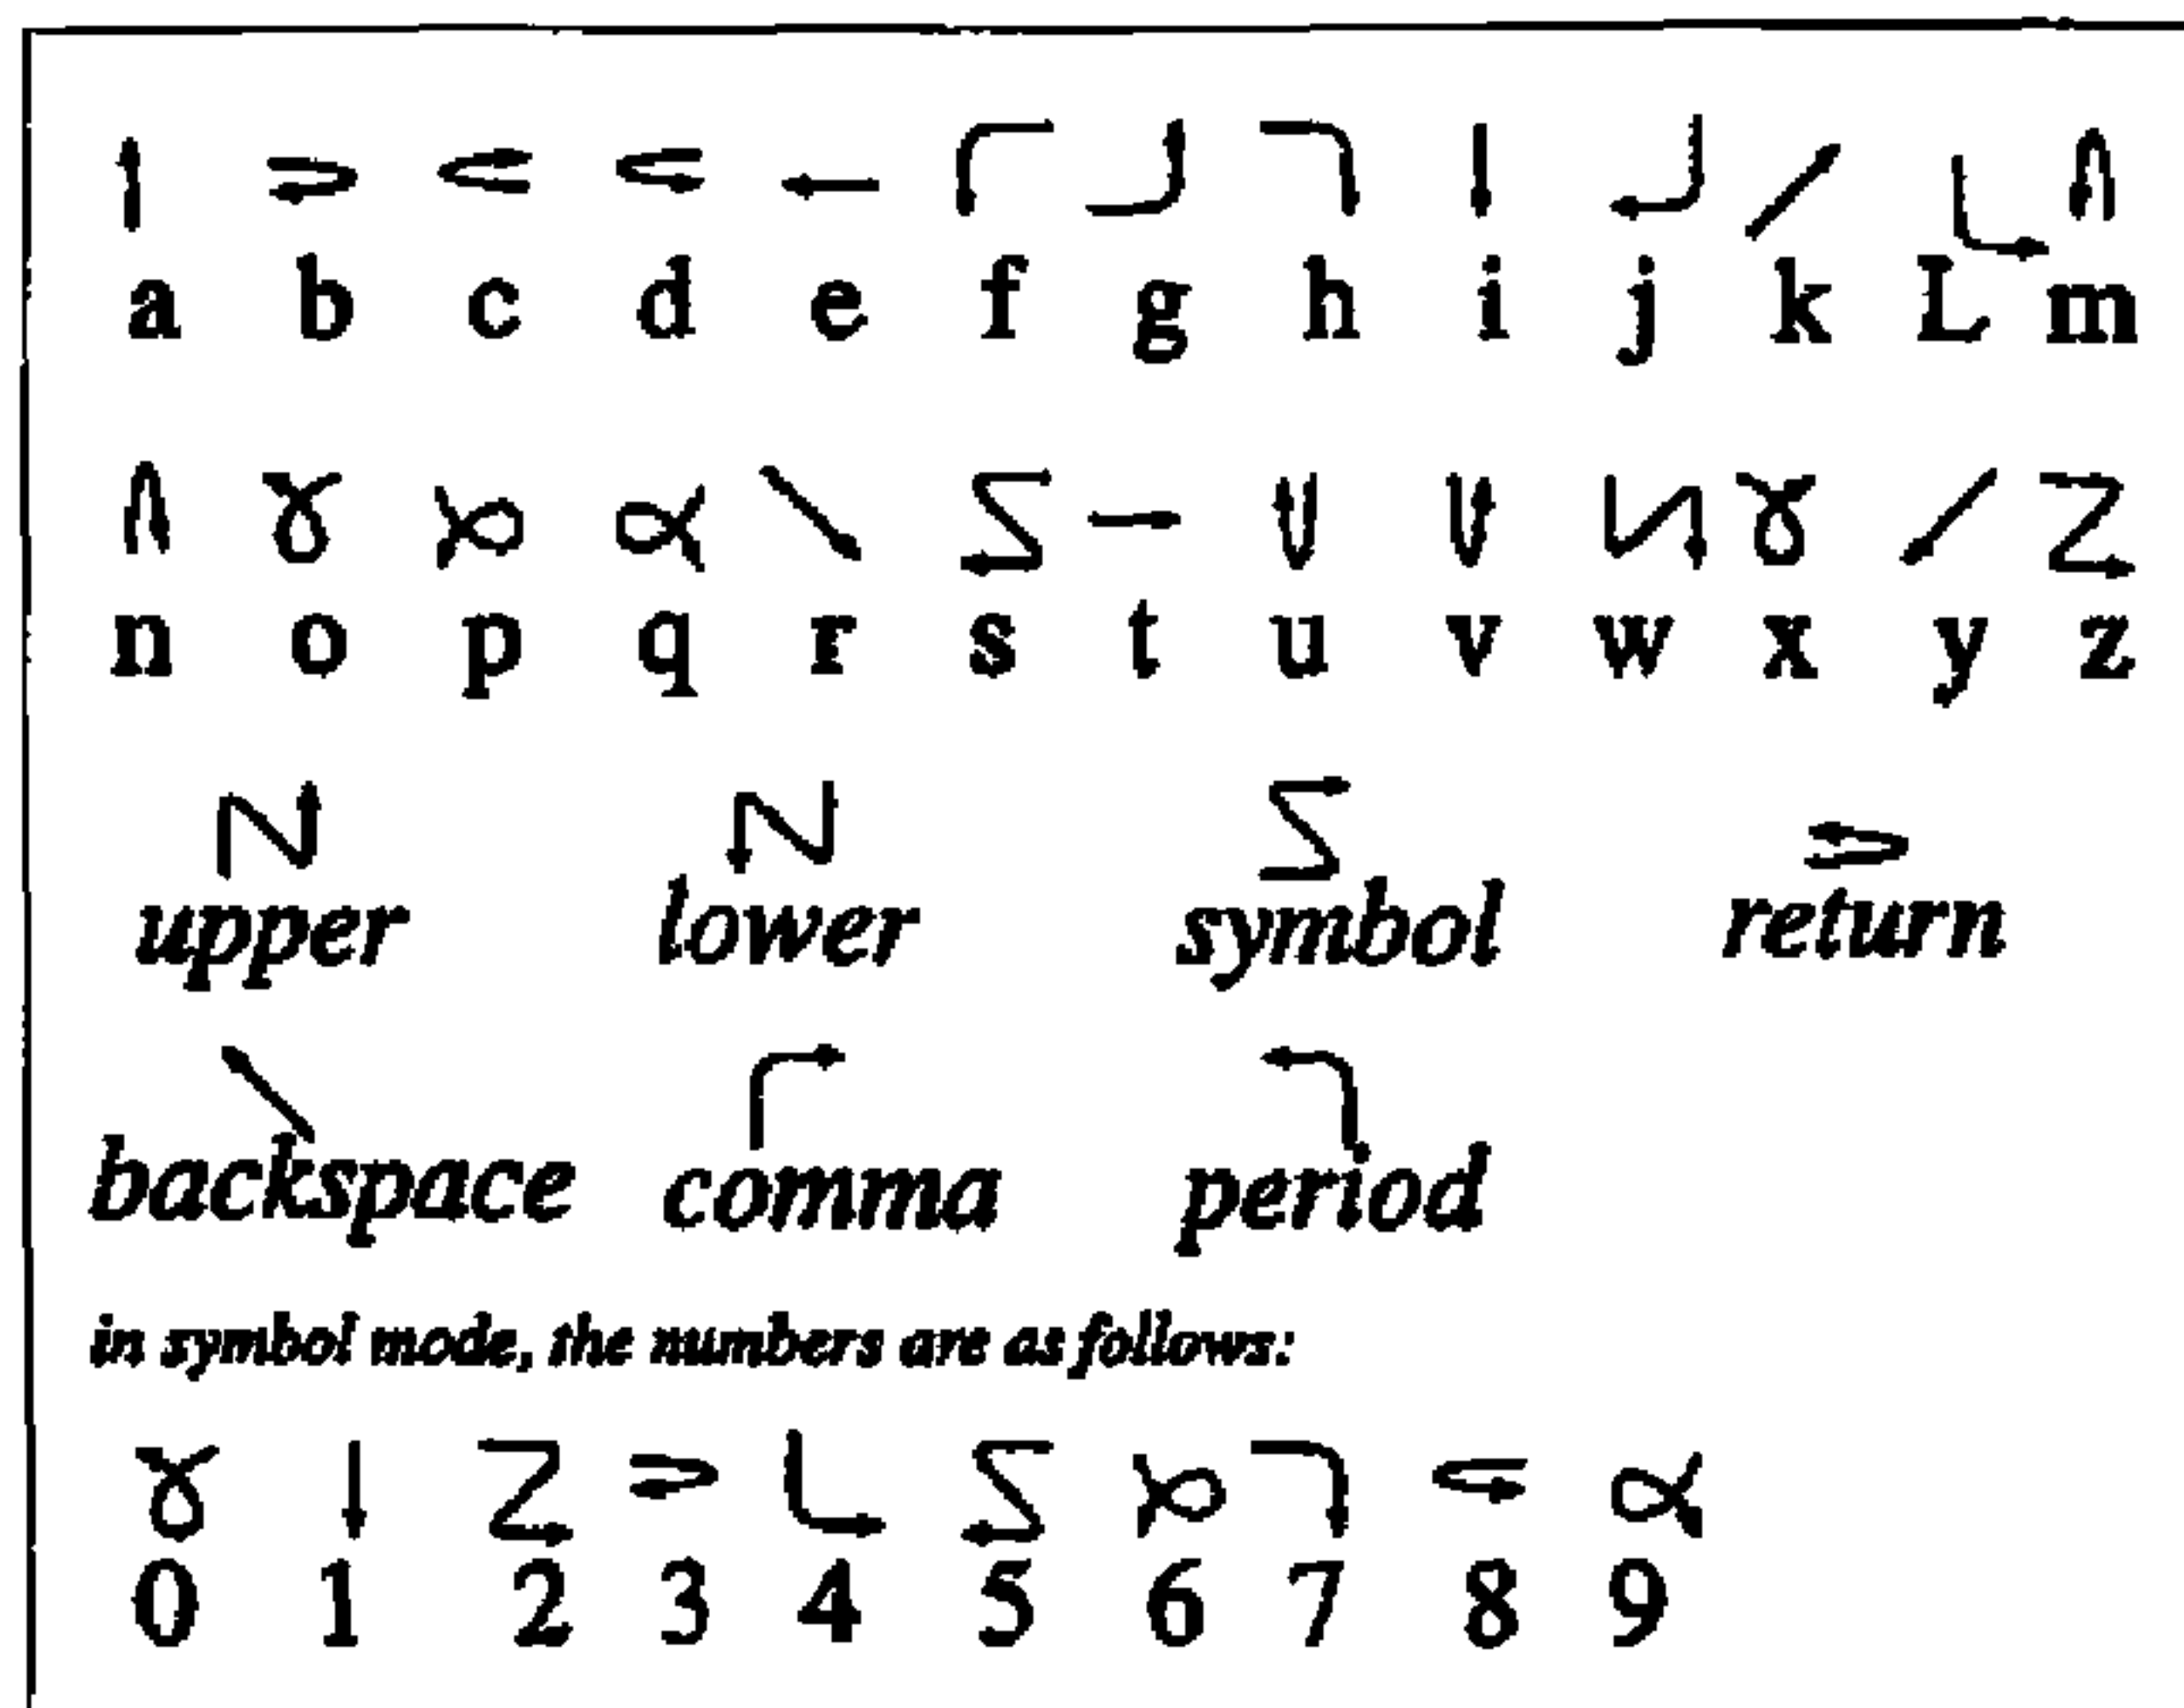 a b c d e f g h i j k L m
n o p q r s t u v w x y z
upper lower symbol return
backspace comma period
in symbol mode, the numbers are as follows:
0 1 2 3 4 5 6 7 8 9